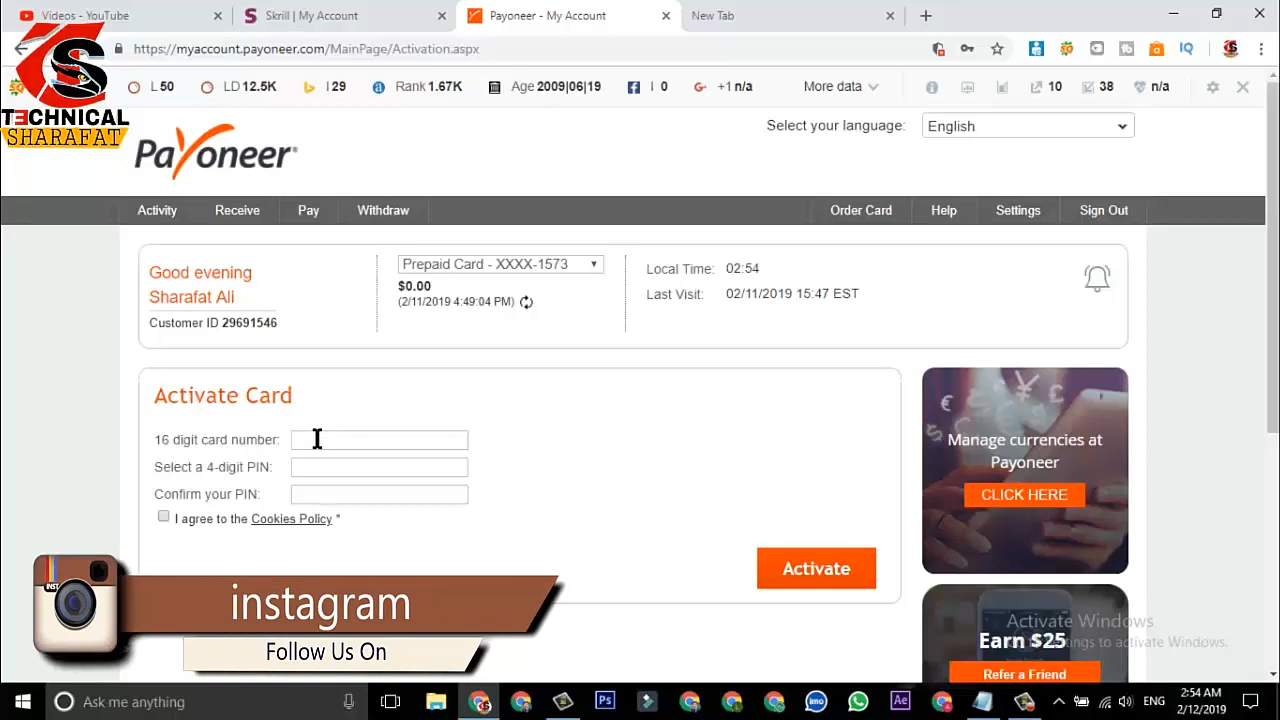 Videos - YouTube
Skrill | My Account
Payoneer - My Account
New Tab
https://myaccount.payoneer.com/MainPage/Activation.aspx
IQ
L 50
LD 12.5K
I 29
Rank 1.67K
Age 2009|06|19
I 0
+1 n/a
More data
10
38
n/a
TECHNICAL
SHARAFAT
Payoneer
Select your language:
English
Activity
Receive
Pay
Withdraw
Order Card
Help
Settings
Sign Out
Good evening
Sharafat Ali
Customer ID 29691546
Prepaid Card - XXXX-1573
$0.00
(2/11/2019 4:49:04 PM)
Local Time: 02:54
Last Visit: 02/11/2019 15:47 EST
Activate Card
16 digit card number:
Select a 4-digit PIN:
Confirm your PIN:
I agree to the Cookies Policy *
Activate
Manage currencies at
Payoneer
CLICK HERE
Earn $25
Refer a Friend
Activate Windows
INST
instagram
Follow Us On
Ask me anything
Ps
imo
Ae
ENG
2:54 AM
2/12/2019